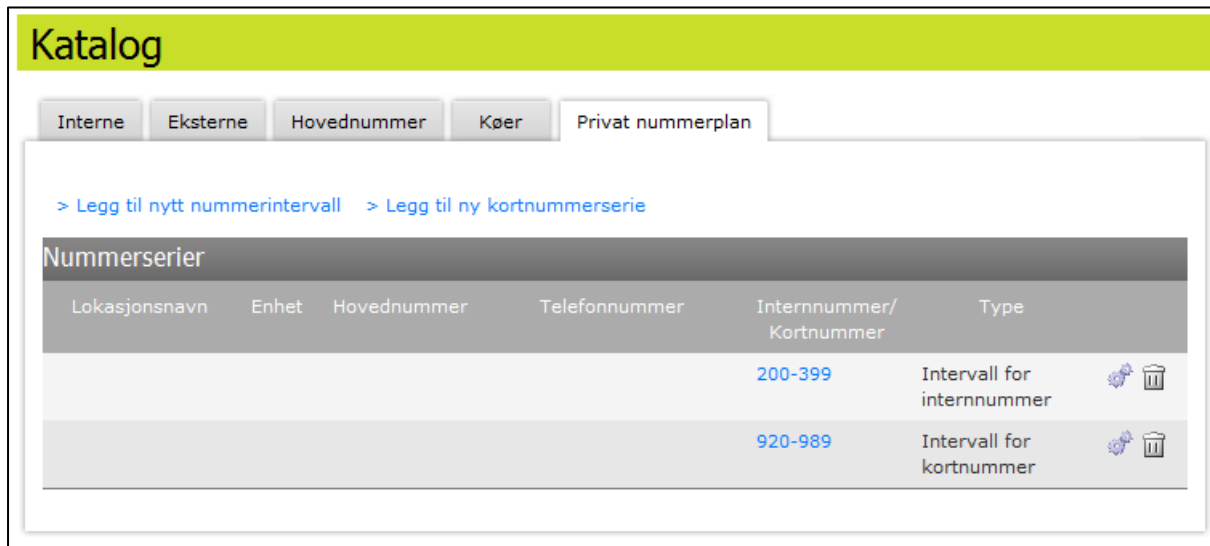 Katalog
Interne Eksterne Hovednummer Køer Privat nummerplan
> Legg til nytt nummerintervall > Legg til ny kortnummerserie
Nummerserier
Lokasjonsnavn Enhet Hovednummer Telefonnummer Internnummer/ Type
Kortnummer
200-399 Intervall for
internnummer
920-989 Intervall for
kortnummer